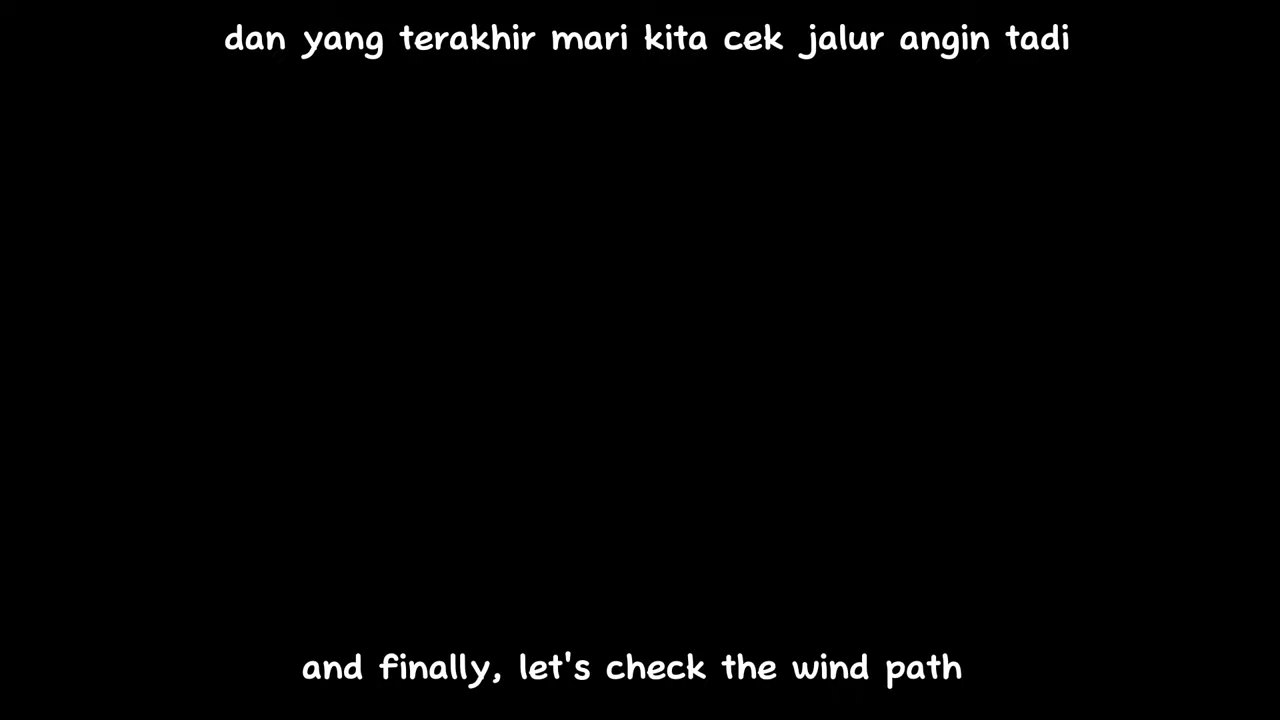 dan yang terakhir mari kita cek jalur angin tadi
and finally, let's check the wind path